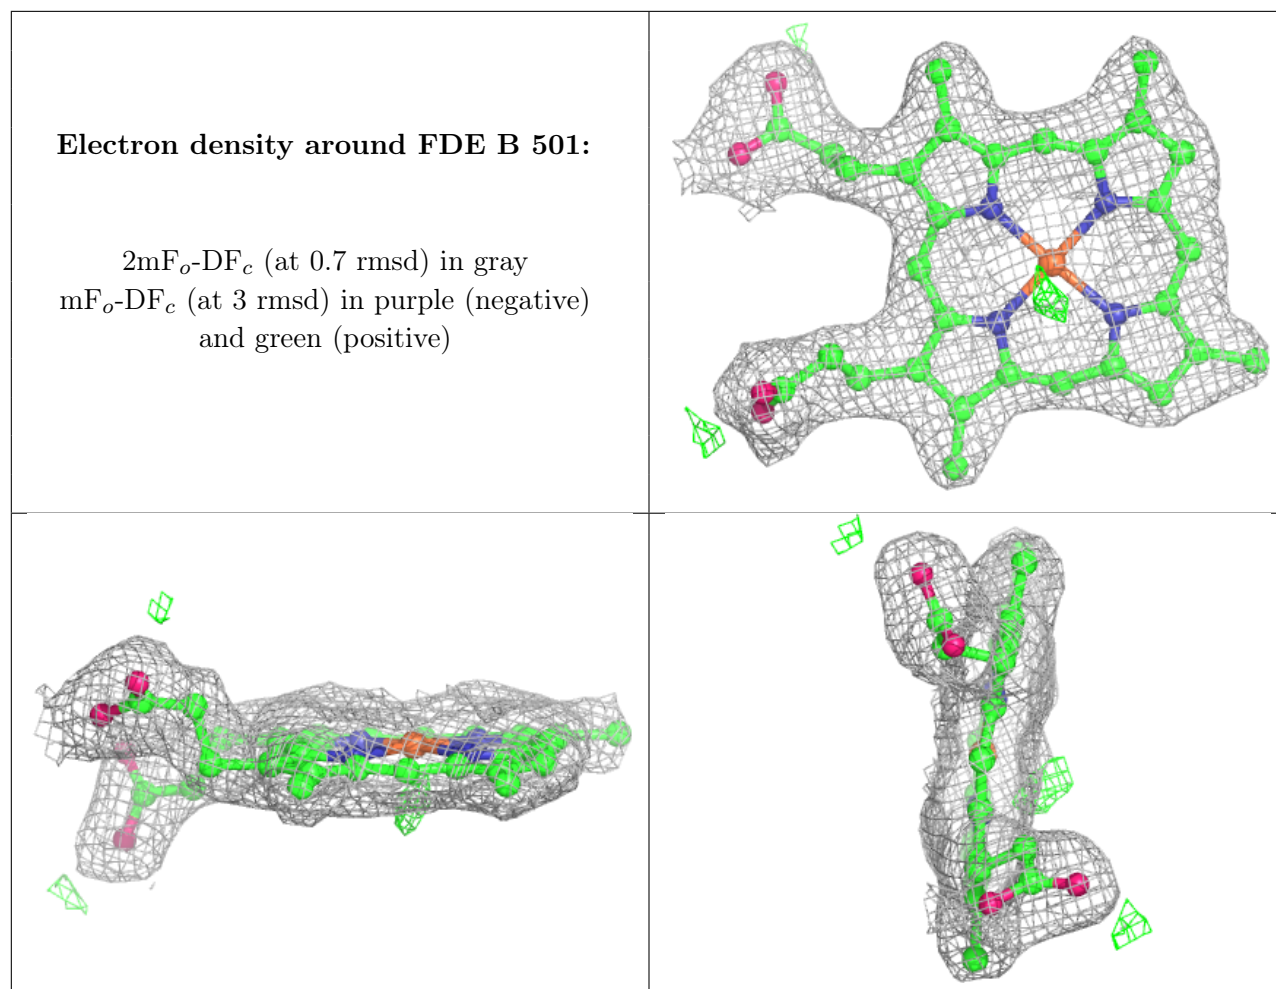 Electron density around FDE B 501:
2mFₒ-DF𝒸 (at 0.7 rmsd) in gray
mFₒ-DF𝒸 (at 3 rmsd) in purple (negative)
and green (positive)